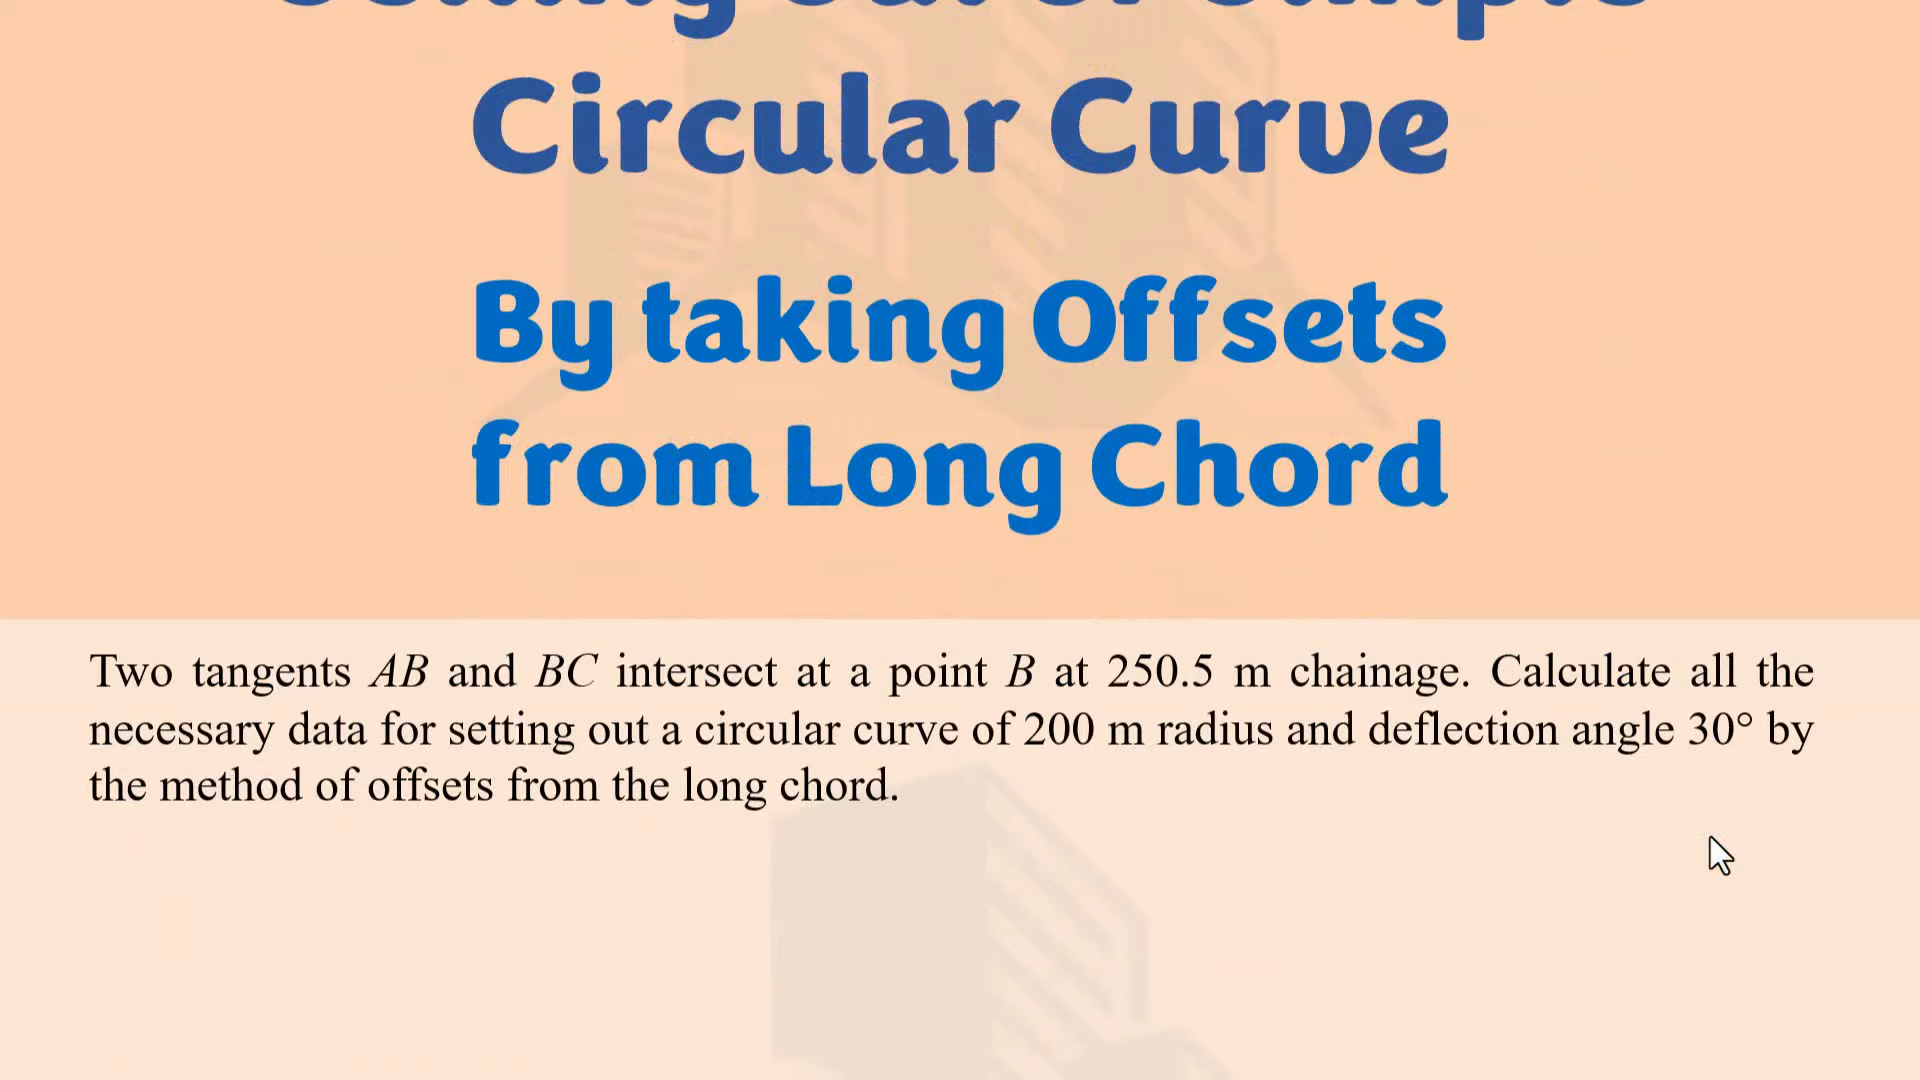 Circular Curve
By taking Offsets
from Long Chord
Two tangents AB and BC intersect at a point B at 250.5 m chainage. Calculate all the
necessary data for setting out a circular curve of 200 m radius and deflection angle 30° by
the method of offsets from the long chord.